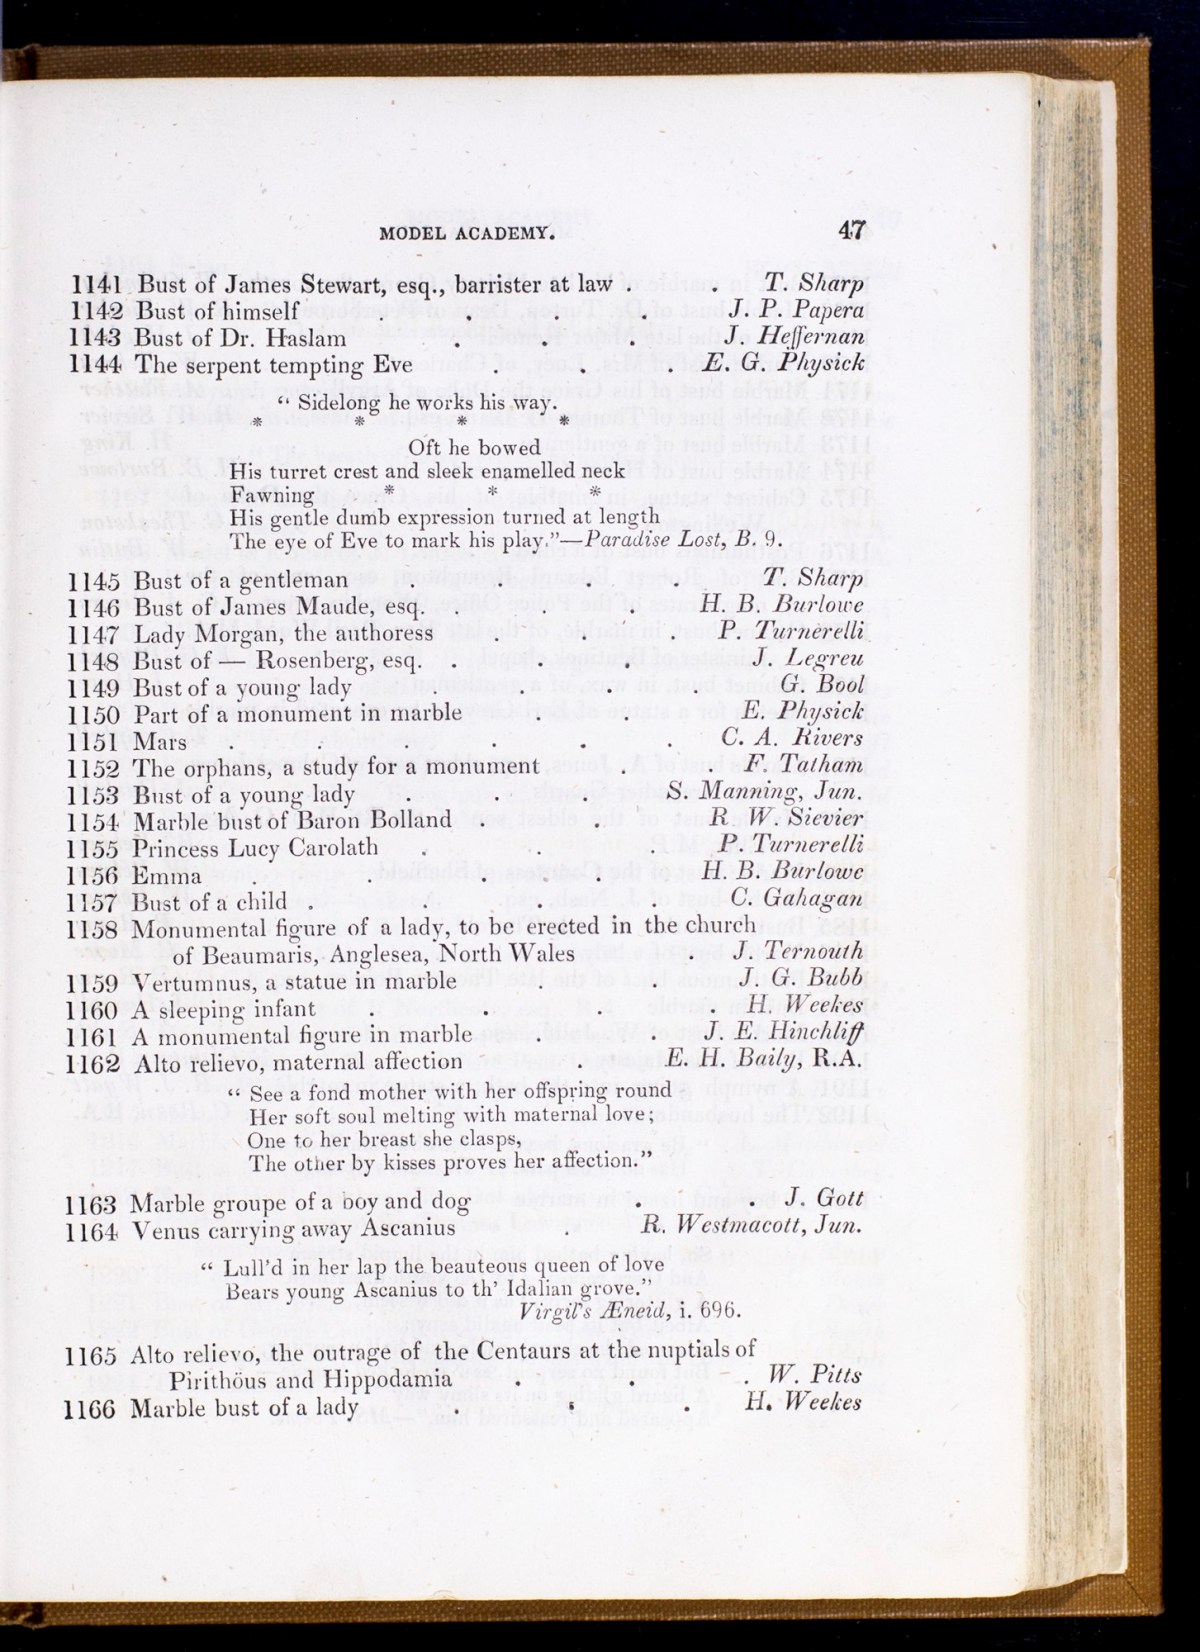 MODEL ACADEMY. 47
1141 Bust of James Stewart, esq., barrister at law . . T. Sharp
1142 Bust of himself . . . . J. P. Papera
1143 Bust of Dr. Haslam . . . J. Heffernan
1144 The serpent tempting Eve . . . E. G. Physick
“ Sidelong he works his way.
* * * *
Oft he bowed
His turret crest and sleek enamelled neck
Fawning * * *
His gentle dumb expression turned at length
The eye of Eve to mark his play.”—Paradise Lost, B. 9.
1145 Bust of a gentleman . . . . T. Sharp
1146 Bust of James Maude, esq. . . . H. B. Burlowe
1147 Lady Morgan, the authoress . . . P. Turnerelli
1148 Bust of — Rosenberg, esq. . . . J. Legreu
1149 Bust of a young lady . . . . G. Bool
1150 Part of a monument in marble . . E. Physick
1151 Mars . . . . . . C. A. Rivers
1152 The orphans, a study for a monument . . F. Tatham
1153 Bust of a young lady . . . S. Manning, Jun.
1154 Marble bust of Baron Bolland . . R. W. Sievier
1155 Princess Lucy Carolath . . . P. Turnerelli
1156 Emma . . . . . H. B. Burlowe
1157 Bust of a child . . . . C. Gahagan
1158 Monumental figure of a lady, to be erected in the church
of Beaumaris, Anglesea, North Wales . J. Ternouth
1159 Vertumnus, a statue in marble . . J. G. Bubb
1160 A sleeping infant . . . . H. Weekes
1161 A monumental figure in marble . . J. E. Hinchliff
1162 Alto relievo, maternal affection . E. H. Baily, R.A.
“ See a fond mother with her offspring round
Her soft soul melting with maternal love;
One to her breast she clasps,
The other by kisses proves her affection.”
1163 Marble groupe of a boy and dog . . J. Gott
1164 Venus carrying away Ascanius . R. Westmacott, Jun.
“ Lull’d in her lap the beauteous queen of love
Bears young Ascanius to th’ Idalian grove.”
Virgil’s Æneid, i. 696.
1165 Alto relievo, the outrage of the Centaurs at the nuptials of
Pirithöus and Hippodamia . . . W. Pitts
1166 Marble bust of a lady . . . H. Weekes